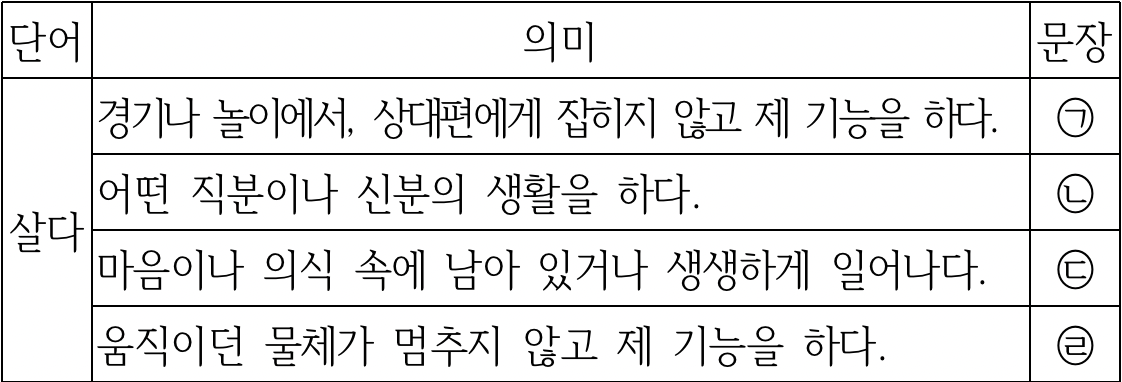 단어 의미 문장
경기나 놀이에서, 상대편에게 잡히지 않고 제 기능을 하다. ㉠
어떤 직분이나 신분의 생활을 하다. ㉡
살다
마음이나 의식 속에 남아 있거나 생생하게 일어나다. ㉢
움직이던 물체가 멈추지 않고 제 기능을 하다. ㉣